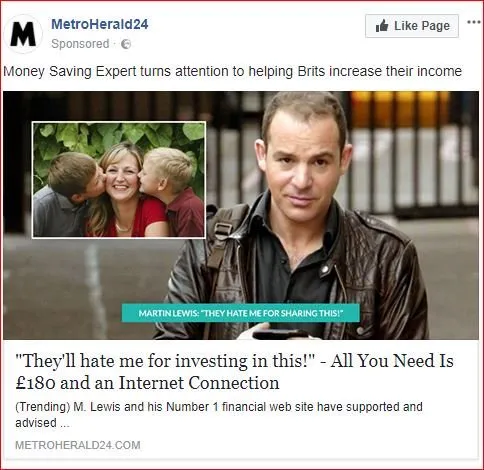 M
MetroHerald24
Sponsored ·
Like Page
...
Money Saving Expert turns attention to helping Brits increase their income
MARTIN LEWIS: "THEY HATE ME FOR SHARING THIS!"
"They'll hate me for investing in this!" - All You Need Is
£180 and an Internet Connection
(Trending) M. Lewis and his Number 1 financial web site have supported and
advised ...
METROHERALD24.COM